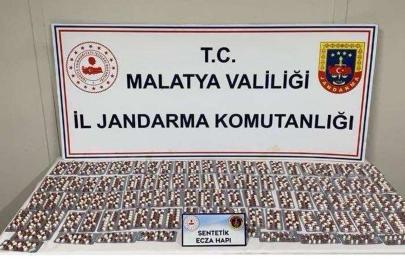 T.C.
MALATYA VALİLİĞİ
İL JANDARMA KOMUTANLIĞI
JANDARMA
SENTETİK
ECZA HAPI